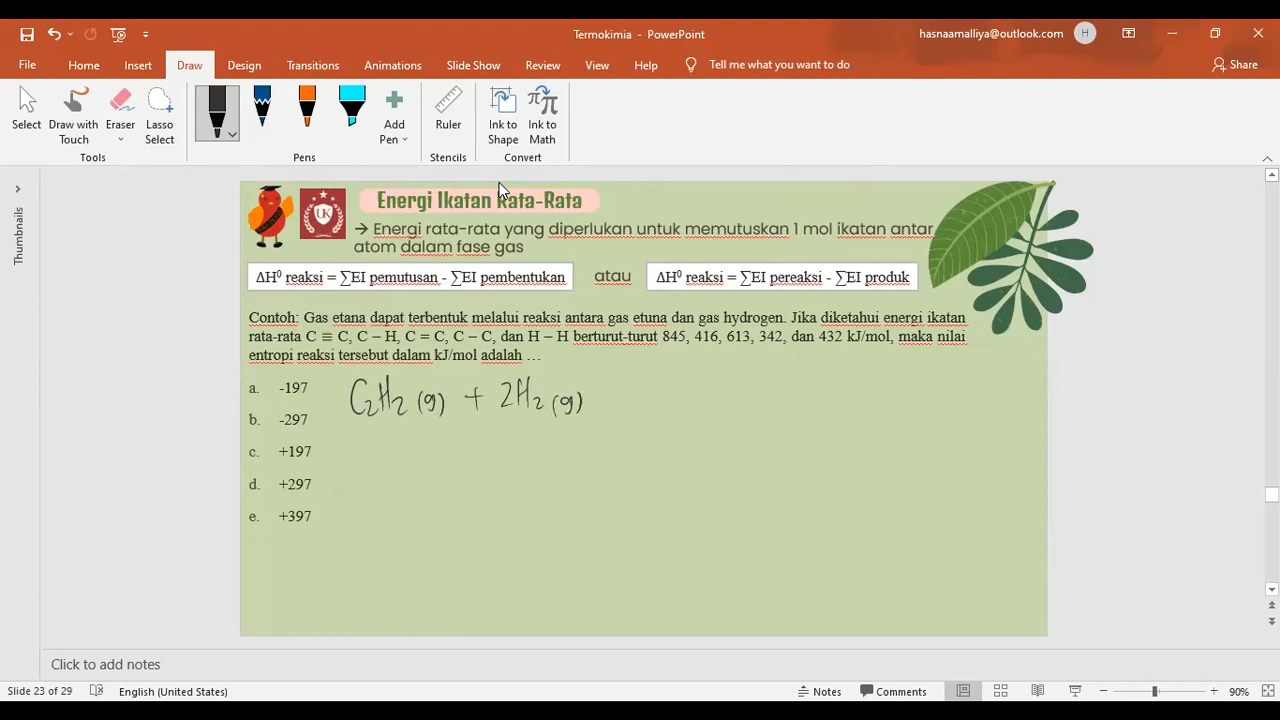 Termokimia - PowerPoint
hasnaamalliya@outlook.com
H
File Home Insert Draw Design Transitions Animations Slide Show Review View Help Tell me what you want to do Share
Select
Draw with Touch
Eraser
Lasso Select
Add Pen
Ruler
Ink to Shape
Ink to Math
Tools Pens Stencils Convert
Thumbnails
UK
Energi Ikatan Rata-Rata
→ Energi rata-rata yang diperlukan untuk memutuskan 1 mol ikatan antar
atom dalam fase gas
ΔH⁰ reaksi = ∑EI pemutusan - ∑EI pembentukan atau ΔH⁰ reaksi = ∑EI pereaksi - ∑EI produk
Contoh: Gas etana dapat terbentuk melalui reaksi antara gas etuna dan gas hydrogen. Jika diketahui energi ikatan
rata-rata C ≡ C, C − H, C = C, C − C, dan H − H berturut-turut 845, 416, 613, 342, dan 432 kJ/mol, maka nilai
entropi reaksi tersebut dalam kJ/mol adalah …
a. -197
C₂H₂ (g) + 2H₂ (g)
b. -297
c. +197
d. +297
e. +397
Click to add notes
Slide 23 of 29 English (United States) Notes Comments 90%